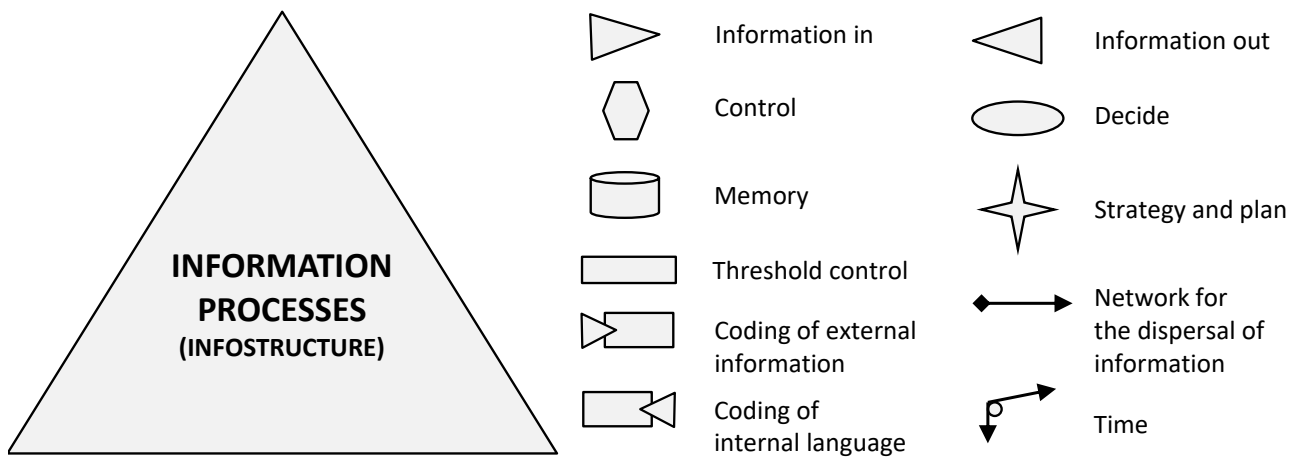 INFORMATION
PROCESSES
(INFOSTRUCTURE)
Information in
Control
Memory
Threshold control
Coding of external
information
Coding of
internal language
Information out
Decide
Strategy and plan
Network for
the dispersal of
information
Time